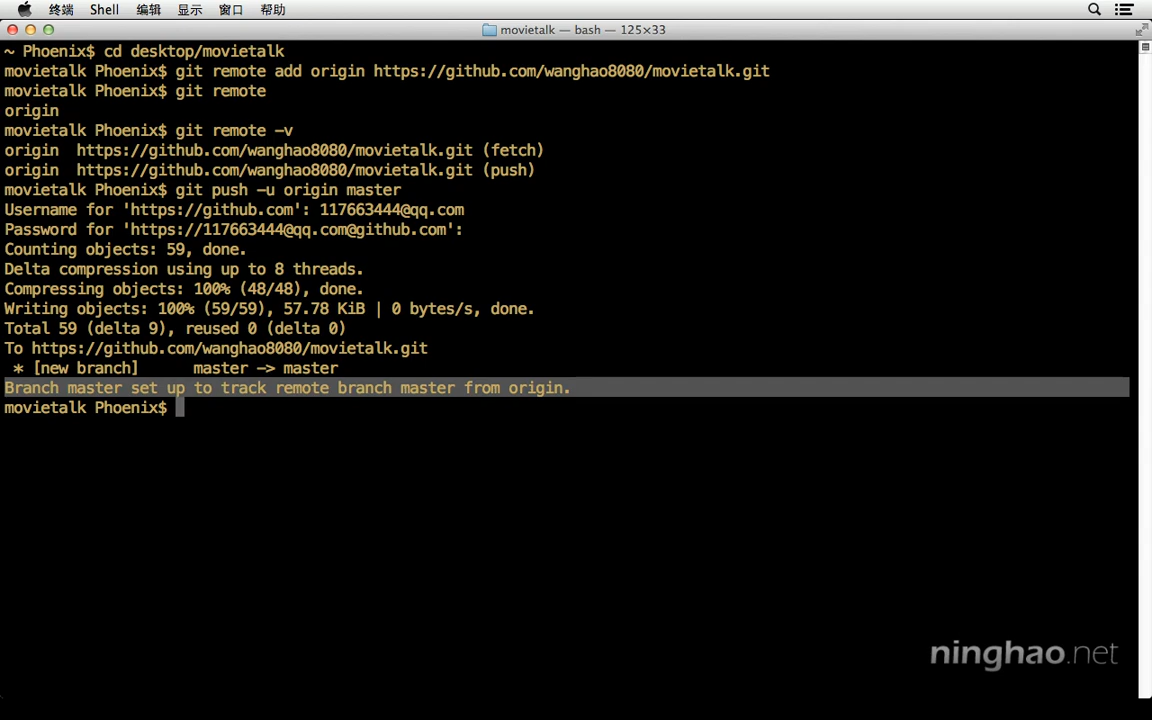 终端 Shell 编辑 显示 窗口 帮助
movietalk — bash — 125×33
~ Phoenix$ cd desktop/movietalk
movietalk Phoenix$ git remote add origin https://github.com/wanghao8080/movietalk.git
movietalk Phoenix$ git remote
origin
movietalk Phoenix$ git remote -v
origin  https://github.com/wanghao8080/movietalk.git (fetch)
origin  https://github.com/wanghao8080/movietalk.git (push)
movietalk Phoenix$ git push -u origin master
Username for 'https://github.com': 117663444@qq.com
Password for 'https://117663444@qq.com@github.com':
Counting objects: 59, done.
Delta compression using up to 8 threads.
Compressing objects: 100% (48/48), done.
Writing objects: 100% (59/59), 57.78 KiB | 0 bytes/s, done.
Total 59 (delta 9), reused 0 (delta 0)
To https://github.com/wanghao8080/movietalk.git
 * [new branch]      master -> master
Branch master set up to track remote branch master from origin.
movietalk Phoenix$
ninghao.net